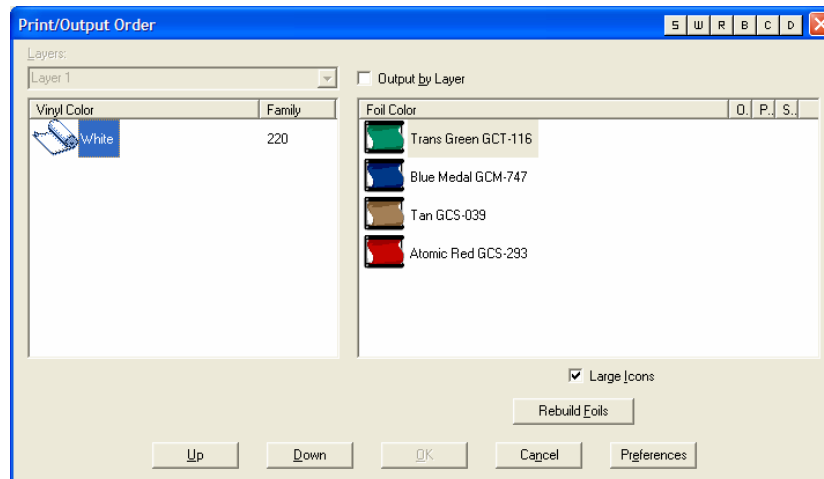 Print/Output Order S W R B C D
Layers:
Layer 1 Output by Layer
Vinyl Color Family Foil Color O. P.. S..
White 220 Trans Green GCT-116
Blue Medal GCM-747
Tan GCS-039
Atomic Red GCS-293
Large Icons
Rebuild Foils
Up Down OK Cancel Preferences